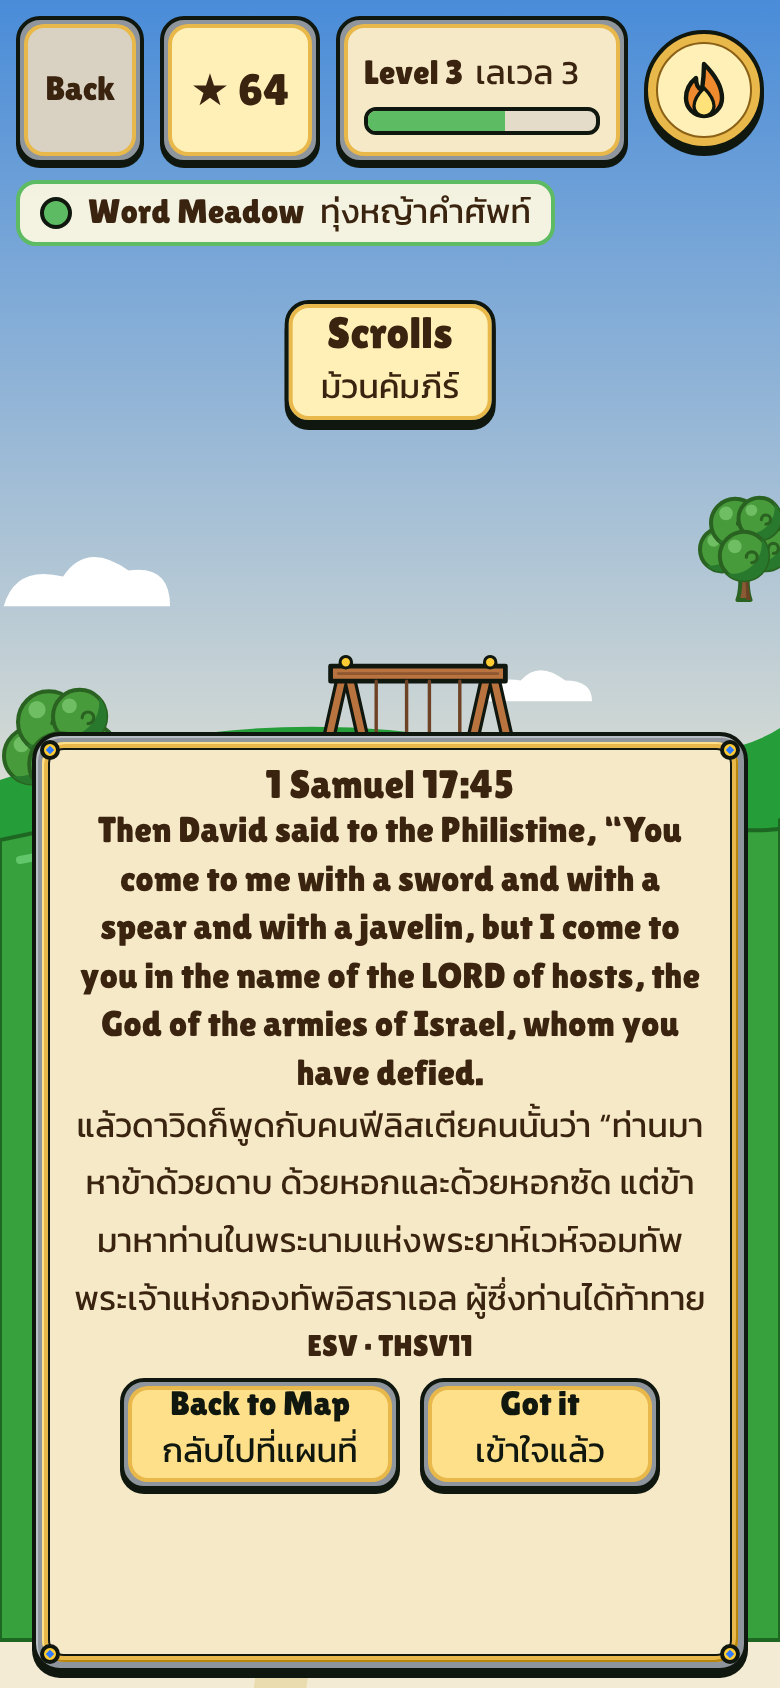 Back
★ 64
Level 3 เลเวล 3
Word Meadow ทุ่งหญ้าคำศัพท์
Scrolls
ม้วนคัมภีร์
1 Samuel 17:45
Then David said to the Philistine, “You
come to me with a sword and with a
spear and with a javelin, but I come to
you in the name of the LORD of hosts, the
God of the armies of Israel, whom you
have defied.
แล้วดาวิดก็พูดกับคนฟีลิสเตียคนนั้นว่า “ท่านมา
หาข้าด้วยดาบ ด้วยหอกและด้วยหอกซัด แต่ข้า
มาหาท่านในพระนามแห่งพระยาห์เวห์จอมทัพ
พระเจ้าแห่งกองทัพอิสราเอล ผู้ซึ่งท่านได้ท้าทาย
ESV · THSV11
Back to Map
กลับไปที่แผนที่
Got it
เข้าใจแล้ว